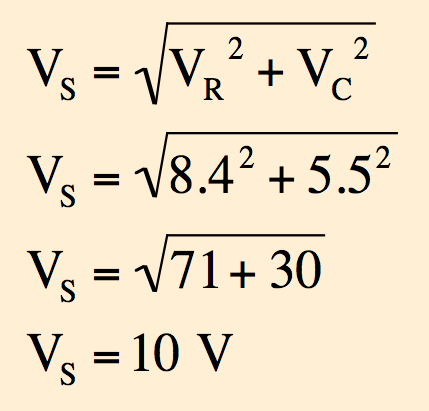 V_S = √(V_R² + V_C²)
V_S = √(8.4² + 5.5²)
V_S = √(71 + 30)
V_S = 10 V